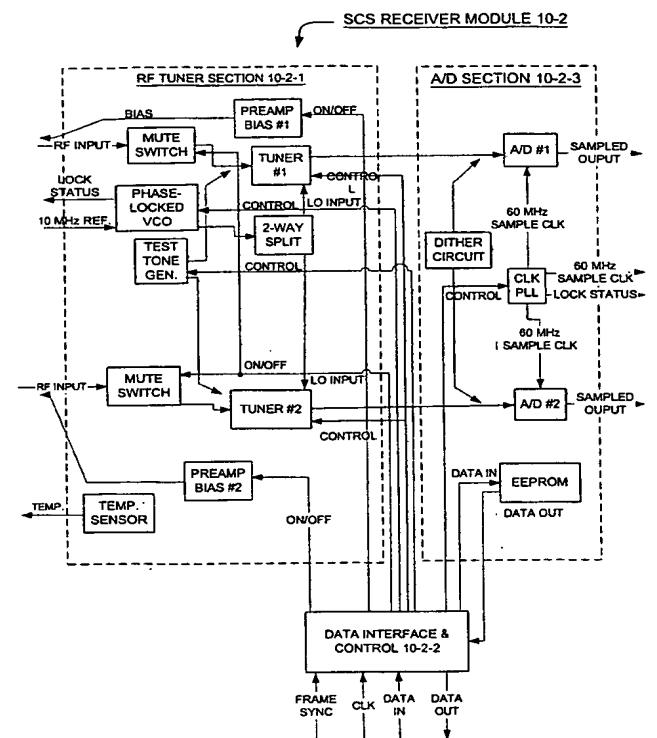 SCS RECEIVER MODULE 10-2
RF TUNER SECTION 10-2-1
A/D SECTION 10-2-3
BIAS
PREAMP
BIAS #1
ON/OFF
RF INPUT
MUTE
SWITCH
TUNER
#1
A/D #1
SAMPLED
OUPUT
LOCK
STATUS
CONTRO
L
PHASE-
LOCKED
VCO
CONTROL
LO INPUT
10 MHz REF.
2-WAY
SPLIT
60 MHz
SAMPLE CLK
TEST
TONE
GEN.
CONTROL
DITHER
CIRCUIT
CLK
PLL
60 MHz
SAMPLE CLK
CONTROL
LOCK STATUS
60 MHz
SAMPLE CLK
ON/OFF
RF INPUT
MUTE
SWITCH
LO INPUT
TUNER #2
A/D #2
SAMPLED
OUPUT
CONTROL
PREAMP
BIAS #2
DATA IN
EEPROM
TEMP.
TEMP.
SENSOR
ON/OFF
DATA OUT
DATA INTERFACE &
CONTROL 10-2-2
FRAME
SYNC
CLK
DATA
IN
DATA
OUT